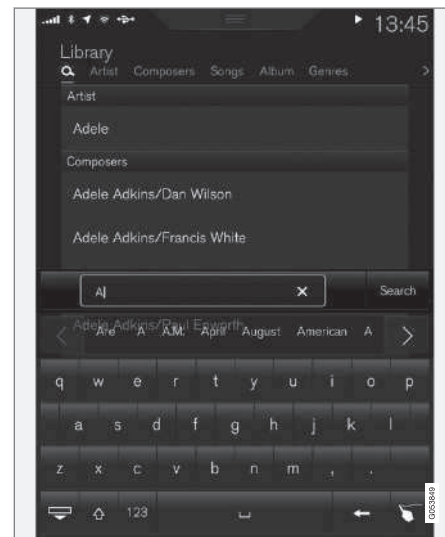 13:45
Library
Artist Composers Songs Album Genres >
Artist
Adele
Composers
Adele Adkins/Dan Wilson
Adele Adkins/Francis White
A
Search
Adele Adkins/Paul Epworth
Are A A.M. April August American A
q w e r t y u i o p
a s d f g h j k l
z x c v b n m , .
123
G053849